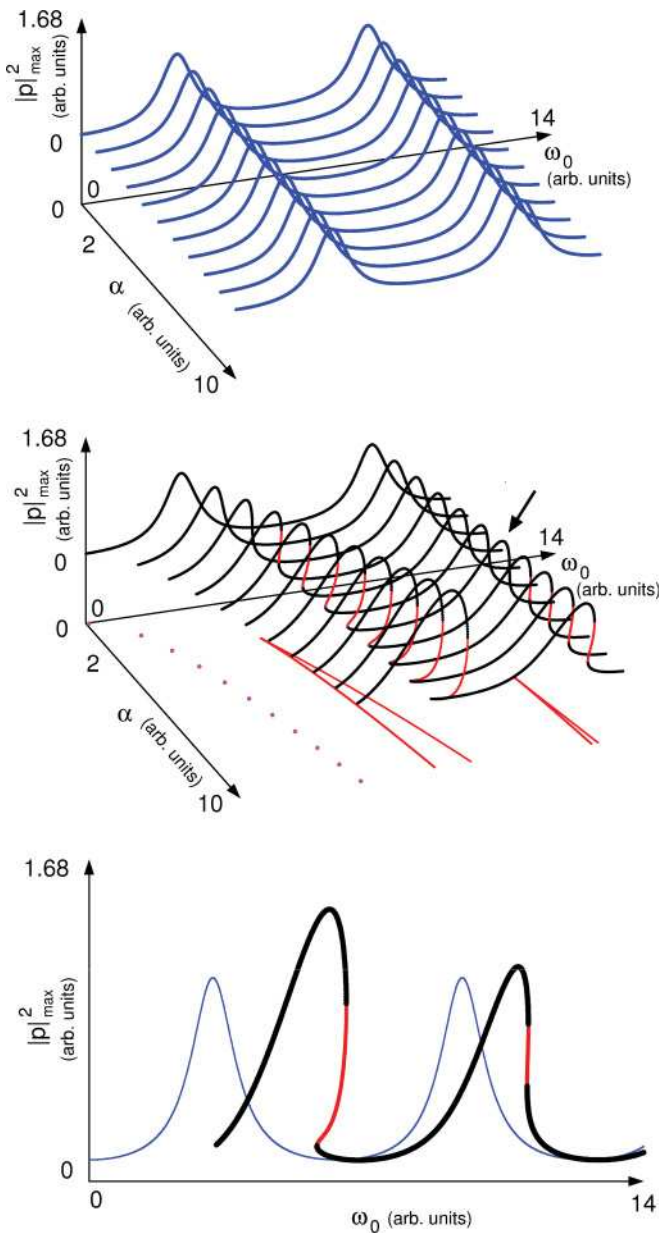 1.68
|p|²max
(arb. units)
0
14
ω0
(arb. units)
0
0
2
α (arb. units)
10
1.68
|p|²max
(arb. units)
0
14
ω0
(arb. units)
0
0
2
α (arb. units)
10
1.68
|p|²max
(arb. units)
0
0
14
ω0 (arb. units)